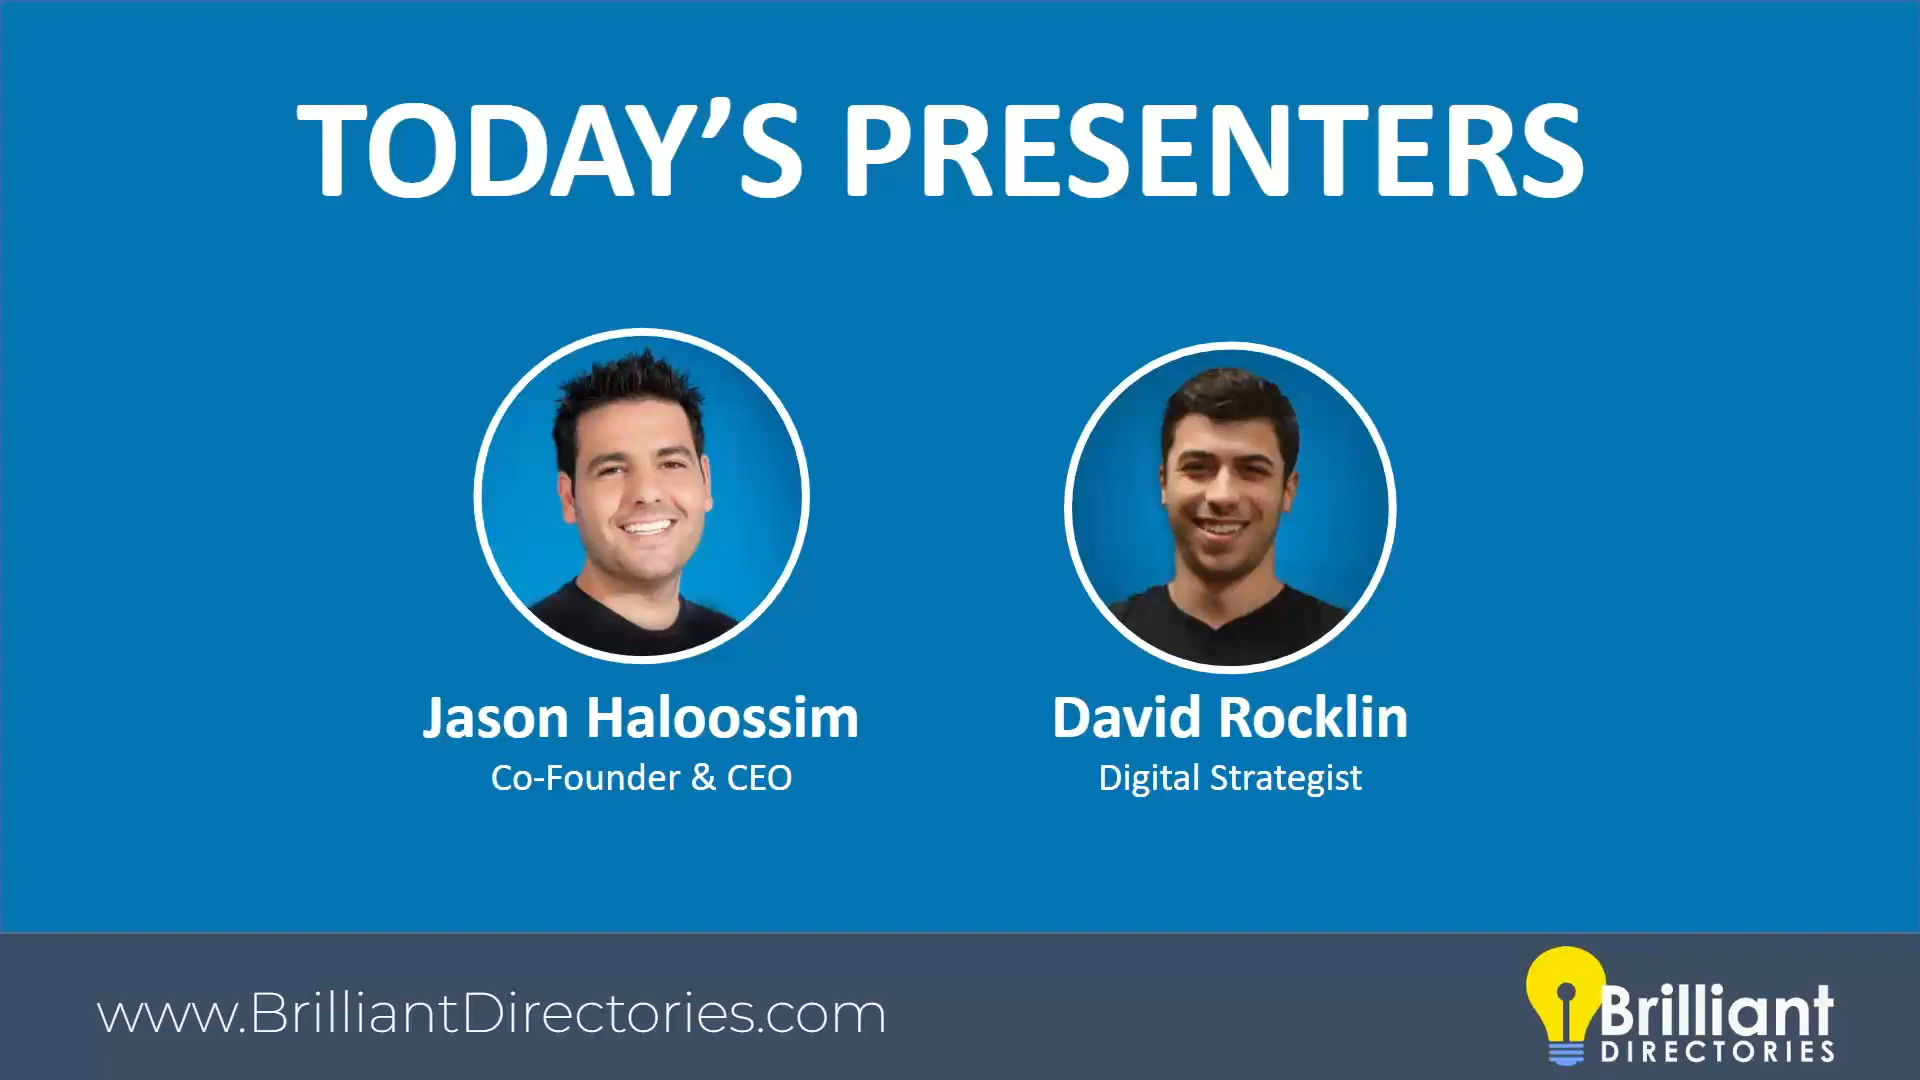 TODAY’S PRESENTERS
Jason Haloossim
Co-Founder & CEO
David Rocklin
Digital Strategist
www.BrilliantDirectories.com
Brilliant
DIRECTORIES